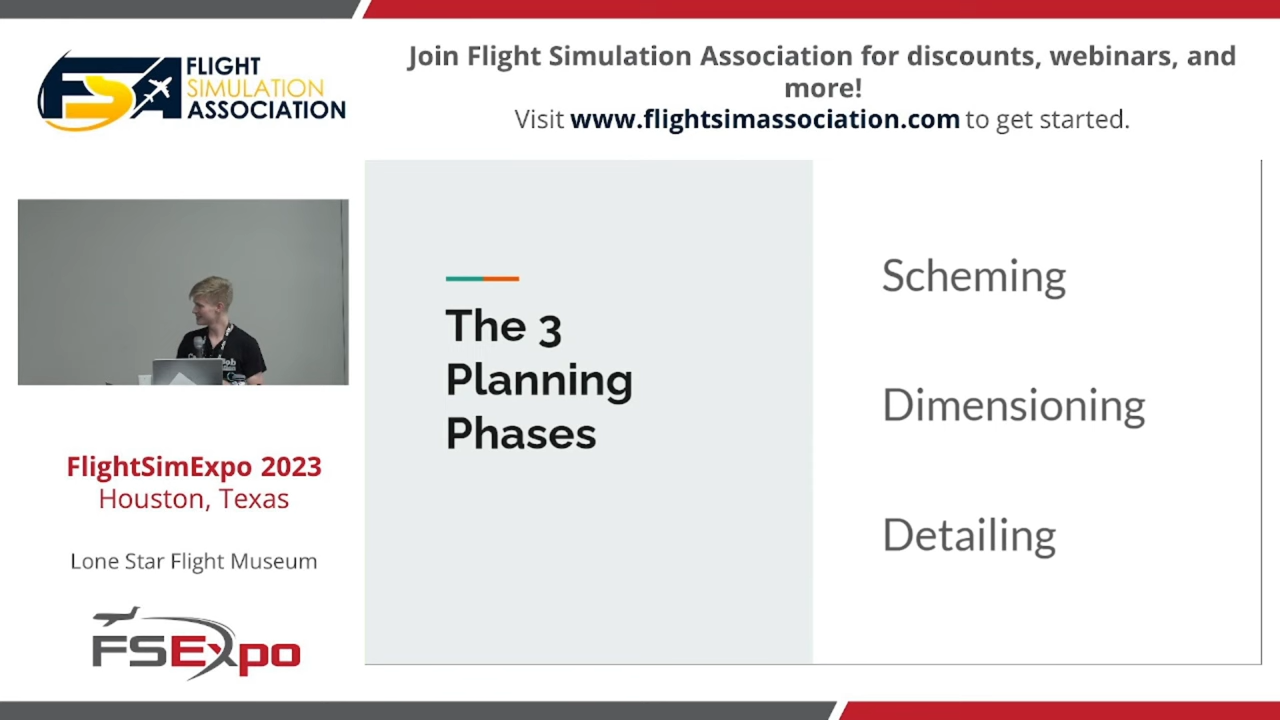 FLIGHT
SIMULATION
ASSOCIATION
Join Flight Simulation Association for discounts, webinars, and
more!
Visit www.flightsimassociation.com to get started.
The 3
Planning
Phases
Scheming
Dimensioning
Detailing
FlightSimExpo 2023
Houston, Texas
Lone Star Flight Museum
FSExpo